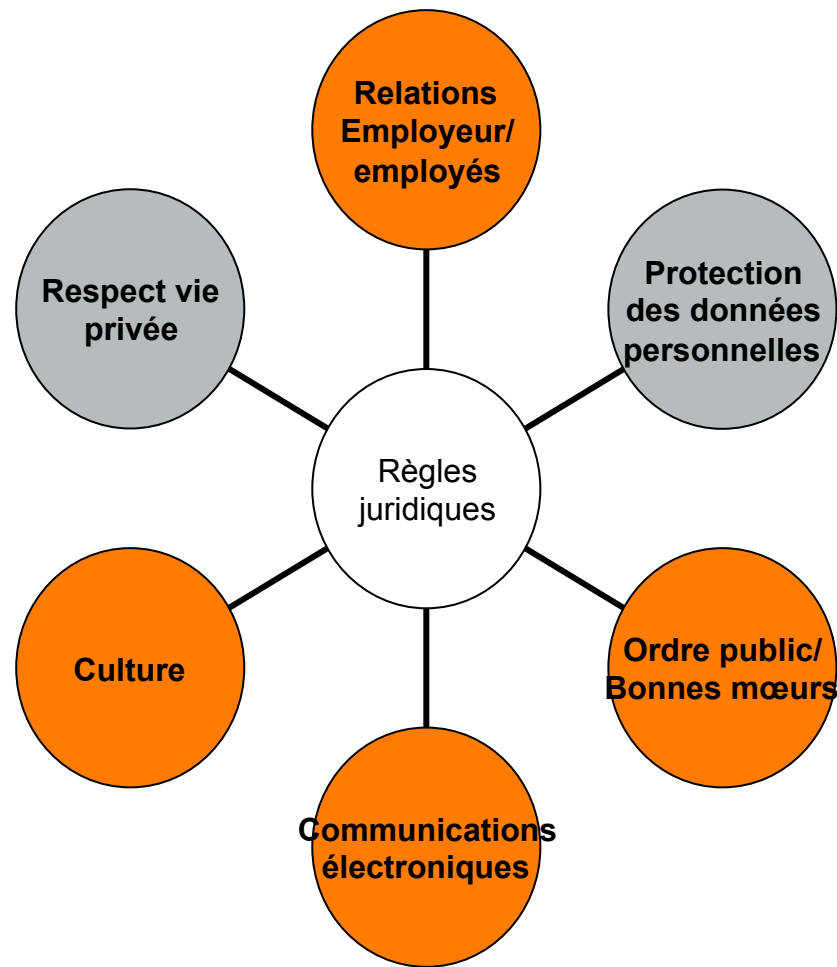 Relations
Employeur/
employés
Respect vie
privée
Protection
des données
personnelles
Règles
juridiques
Culture
Ordre public/
Bonnes mœurs
Communications
électroniques